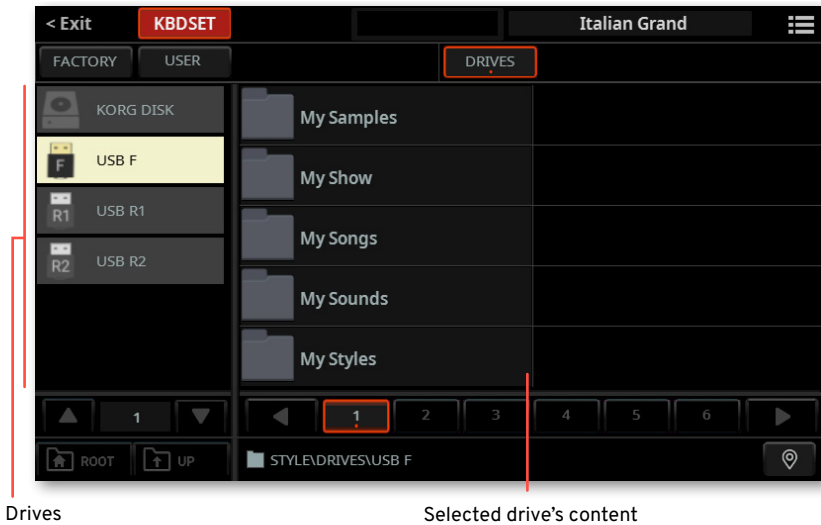 < Exit KBDSET Italian Grand
FACTORY USER DRIVES
KORG DISK
My Samples
F USB F
My Show
R1 USB R1
My Songs
R2 USB R2
My Sounds
My Styles
1 1 2 3 4 5 6
ROOT UP STYLE\DRIVES\USB F
Drives Selected drive's content